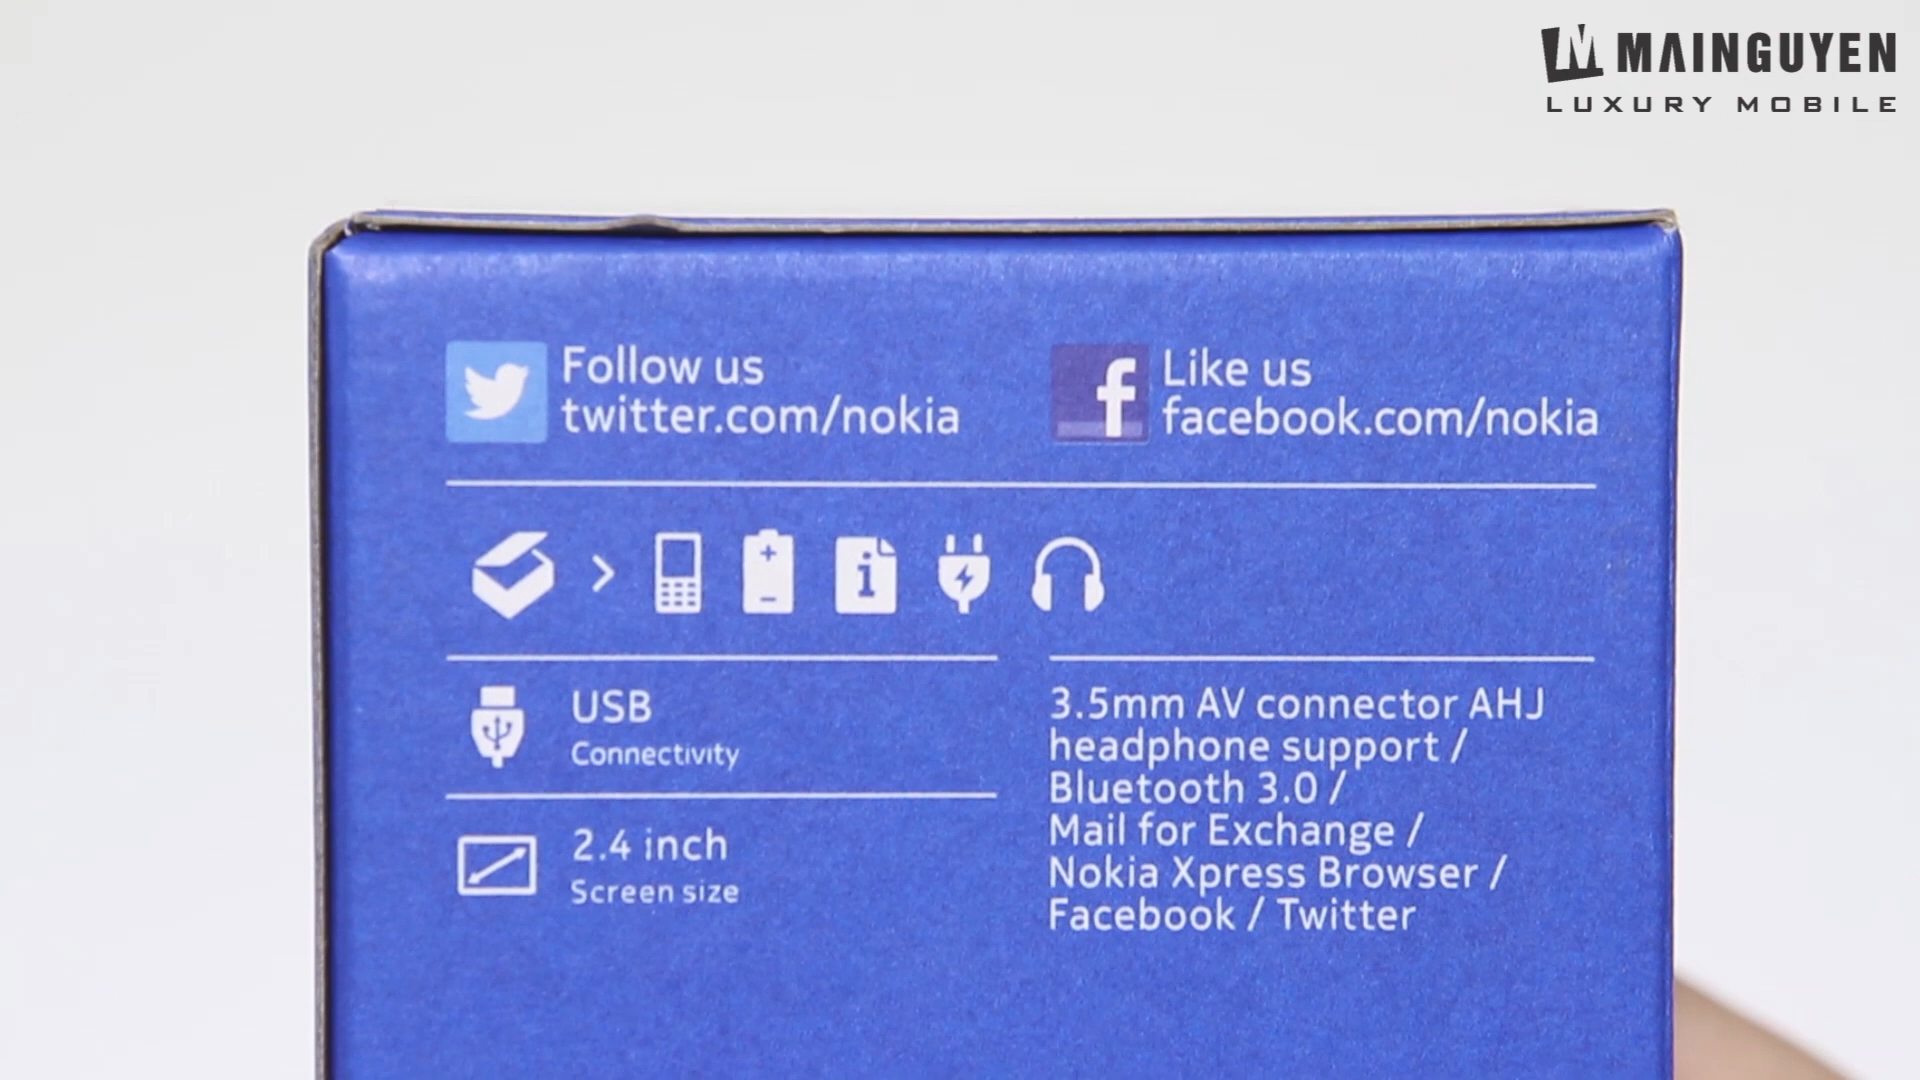 MAINGUYEN
LUXURY MOBILE
Follow us
twitter.com/nokia
Like us
facebook.com/nokia
USB
Connectivity
2.4 inch
Screen size
3.5mm AV connector AHJ
headphone support /
Bluetooth 3.0 /
Mail for Exchange /
Nokia Xpress Browser /
Facebook / Twitter